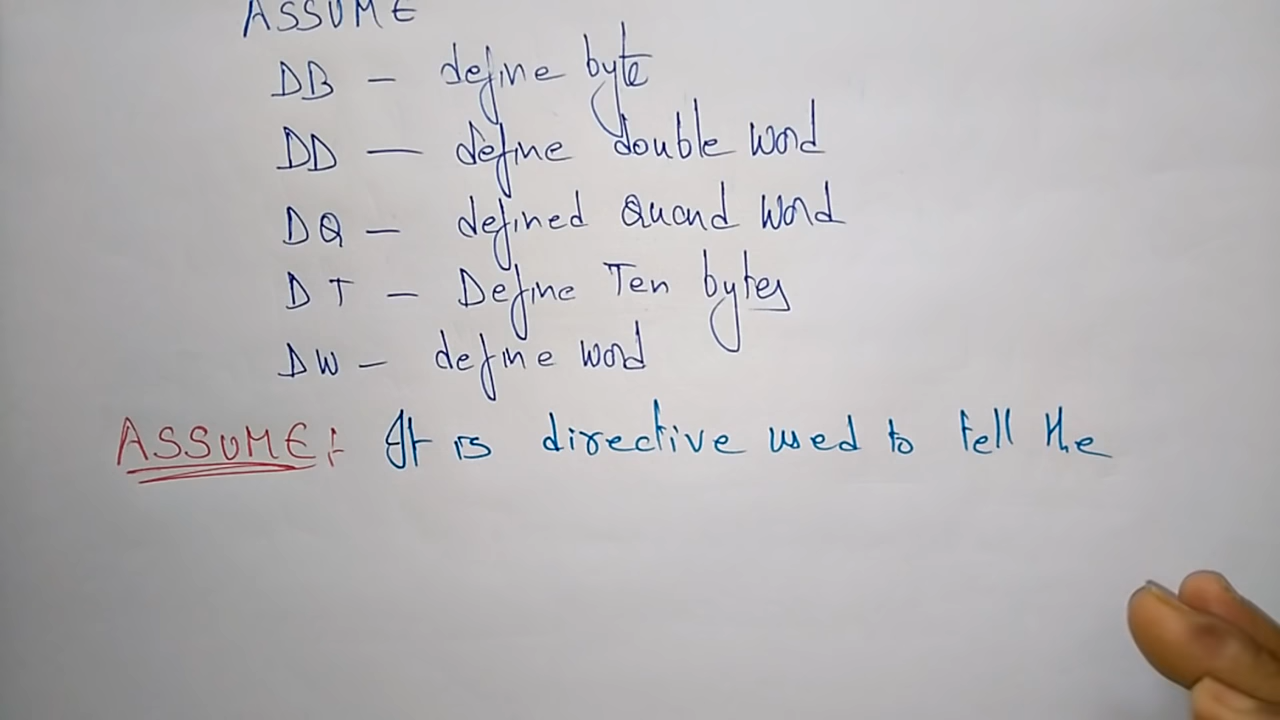 ASSUME
DB - define byte
DD - define double word
DQ - defined Quand word
DT - Define Ten bytes
DW - define word
ASSUME: It is directive used to tell the